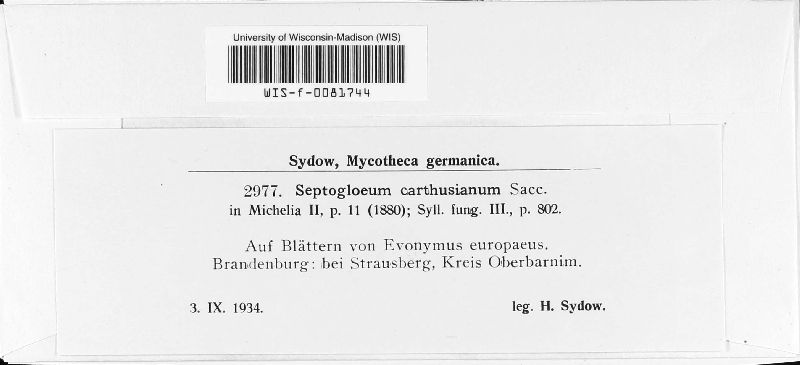 University of Wisconsin-Madison (WIS)
WIS-f-0081744
Sydow, Mycotheca germanica.
2977. Septogloeum carthusianum Sacc.
in Michelia II, p. 11 (1880); Syll. fung. III., p. 802.
Auf Blättern von Evonymus europaeus.
Brandenburg: bei Strausberg, Kreis Oberbarnim.
3. IX. 1934.
leg. H. Sydow.